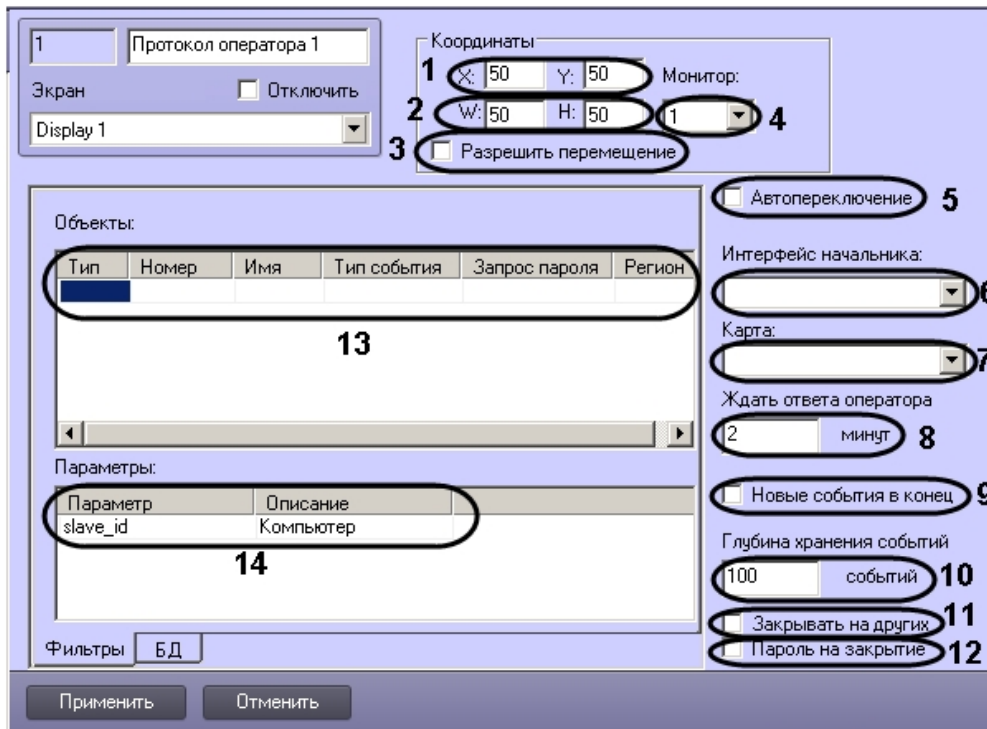 1 Протокол оператора 1
Экран Отключить
Display 1
Координаты
1 X: 50 Y: 50 Монитор:
2 W: 50 H: 50 1 4
3 Разрешить перемещение
Автопереключение 5
Объекты:
Тип Номер Имя Тип события Запрос пароля Регион
13
Интерфейс начальника:
6
Карта:
7
Ждать ответа оператора
2 минут 8
Параметры:
Параметр Описание
slave_id Компьютер
14
Новые события в конец 9
Глубина хранения событий
100 событий 10
Закрывать на других 11
Пароль на закрытие 12
Фильтры БД
Применить Отменить